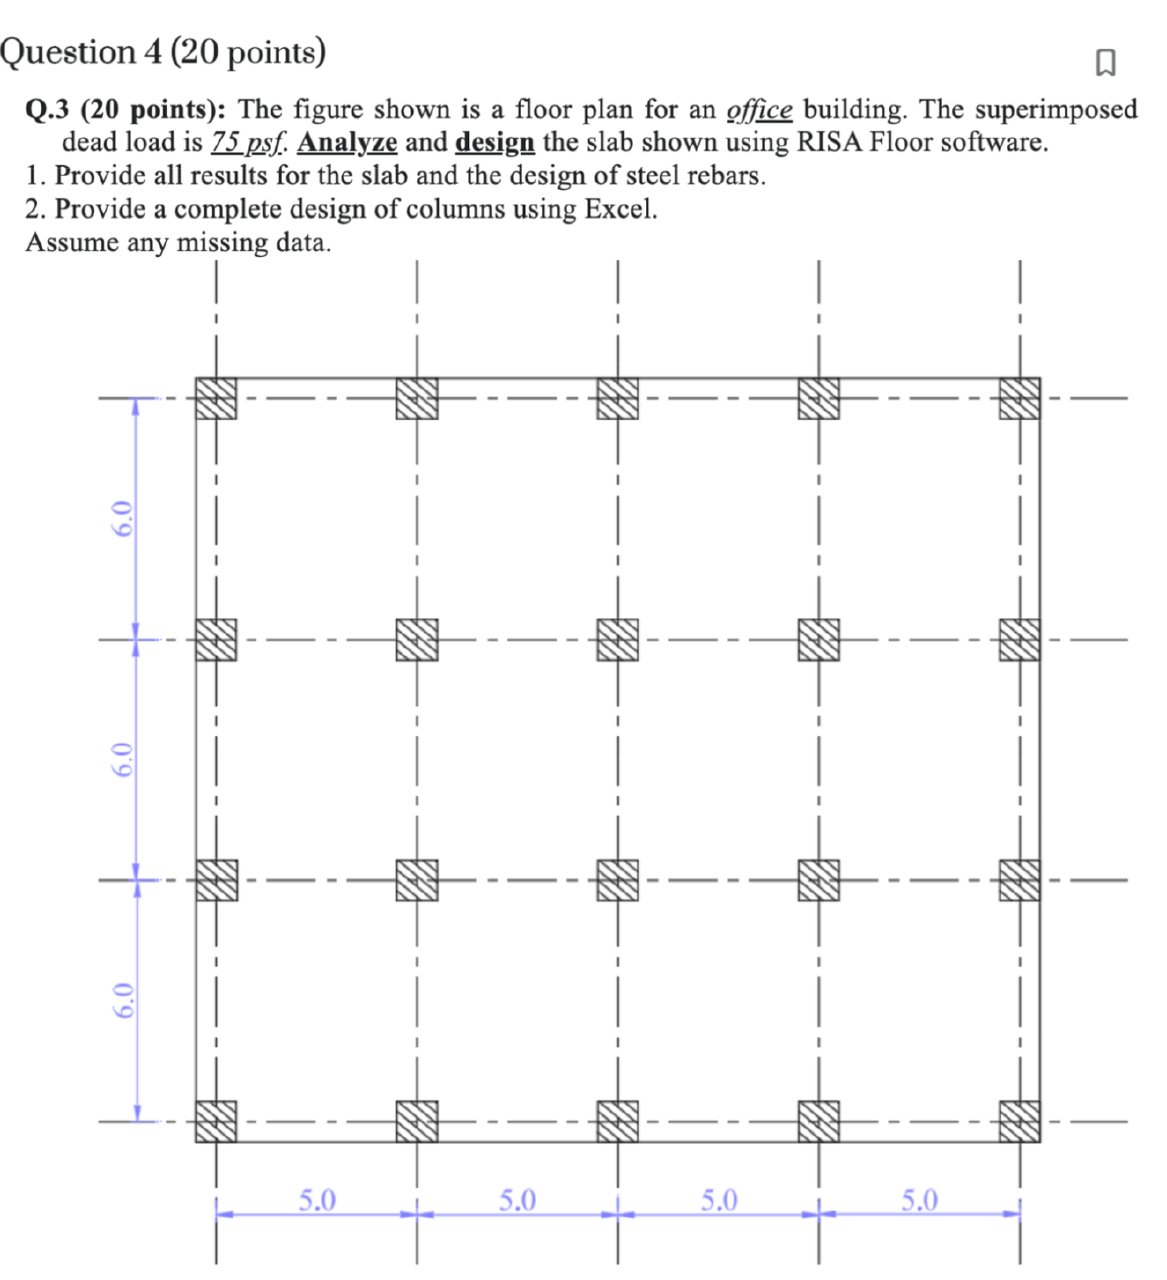 Question 4 (20 points)
Q.3 (20 points): The figure shown is a floor plan for an office building. The superimposed
dead load is 75 psf. Analyze and design the slab shown using RISA Floor software.
1. Provide all results for the slab and the design of steel rebars.
2. Provide a complete design of columns using Excel.
Assume any missing data.
6.0
6.0
6.0
5.0 5.0 5.0 5.0